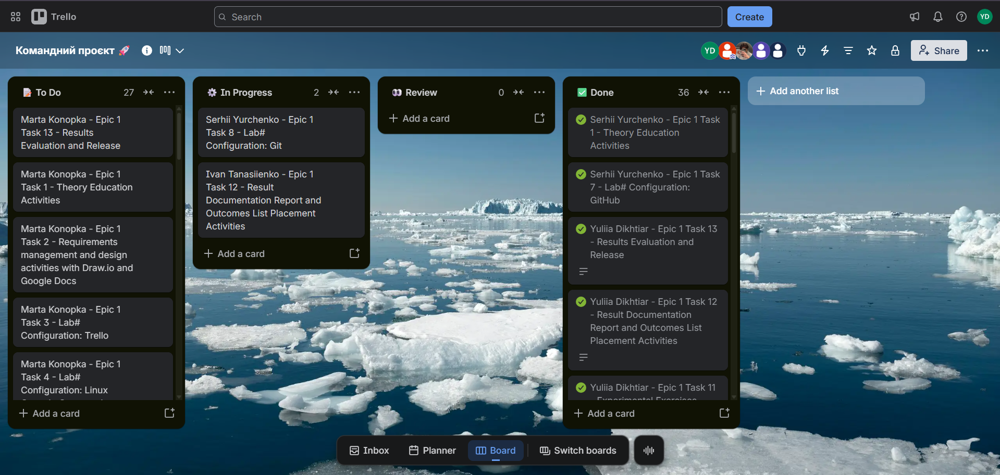 Trello
Search
Create
YD
Командний проєкт 🚀
YD
Share
📝 To Do
27
Marta Konopka - Epic 1
Task 13 - Results
Evaluation and Release
Marta Konopka - Epic 1
Task 1 - Theory Education
Activities
Marta Konopka - Epic 1
Task 2 - Requirements
management and design
activities with Draw.io and
Google Docs
Marta Konopka - Epic 1
Task 3 - Lab#
Configuration: Trello
Marta Konopka - Epic 1
Task 4 - Lab#
Configuration: Linux
Add a card
⚙️ In Progress
2
Serhii Yurchenko - Epic 1
Task 8 - Lab#
Configuration: Git
Ivan Tanasiienko - Epic 1
Task 12 - Result
Documentation Report and
Outcomes List Placement
Activities
Add a card
👀 Review
0
Add a card
✅ Done
36
Serhii Yurchenko - Epic 1 Task
1 - Theory Education
Activities
Serhii Yurchenko - Epic 1 Task
7 - Lab# Configuration:
GitHub
Yuliia Dikhtiar - Epic 1 Task 13
- Results Evaluation and
Release
Yuliia Dikhtiar - Epic 1 Task 12
- Result Documentation
Report and Outcomes List
Placement Activities
Yuliia Dikhtiar - Epic 1 Task 11
- Experimental Exercises
Add a card
Add another list
Inbox
Planner
Board
Switch boards